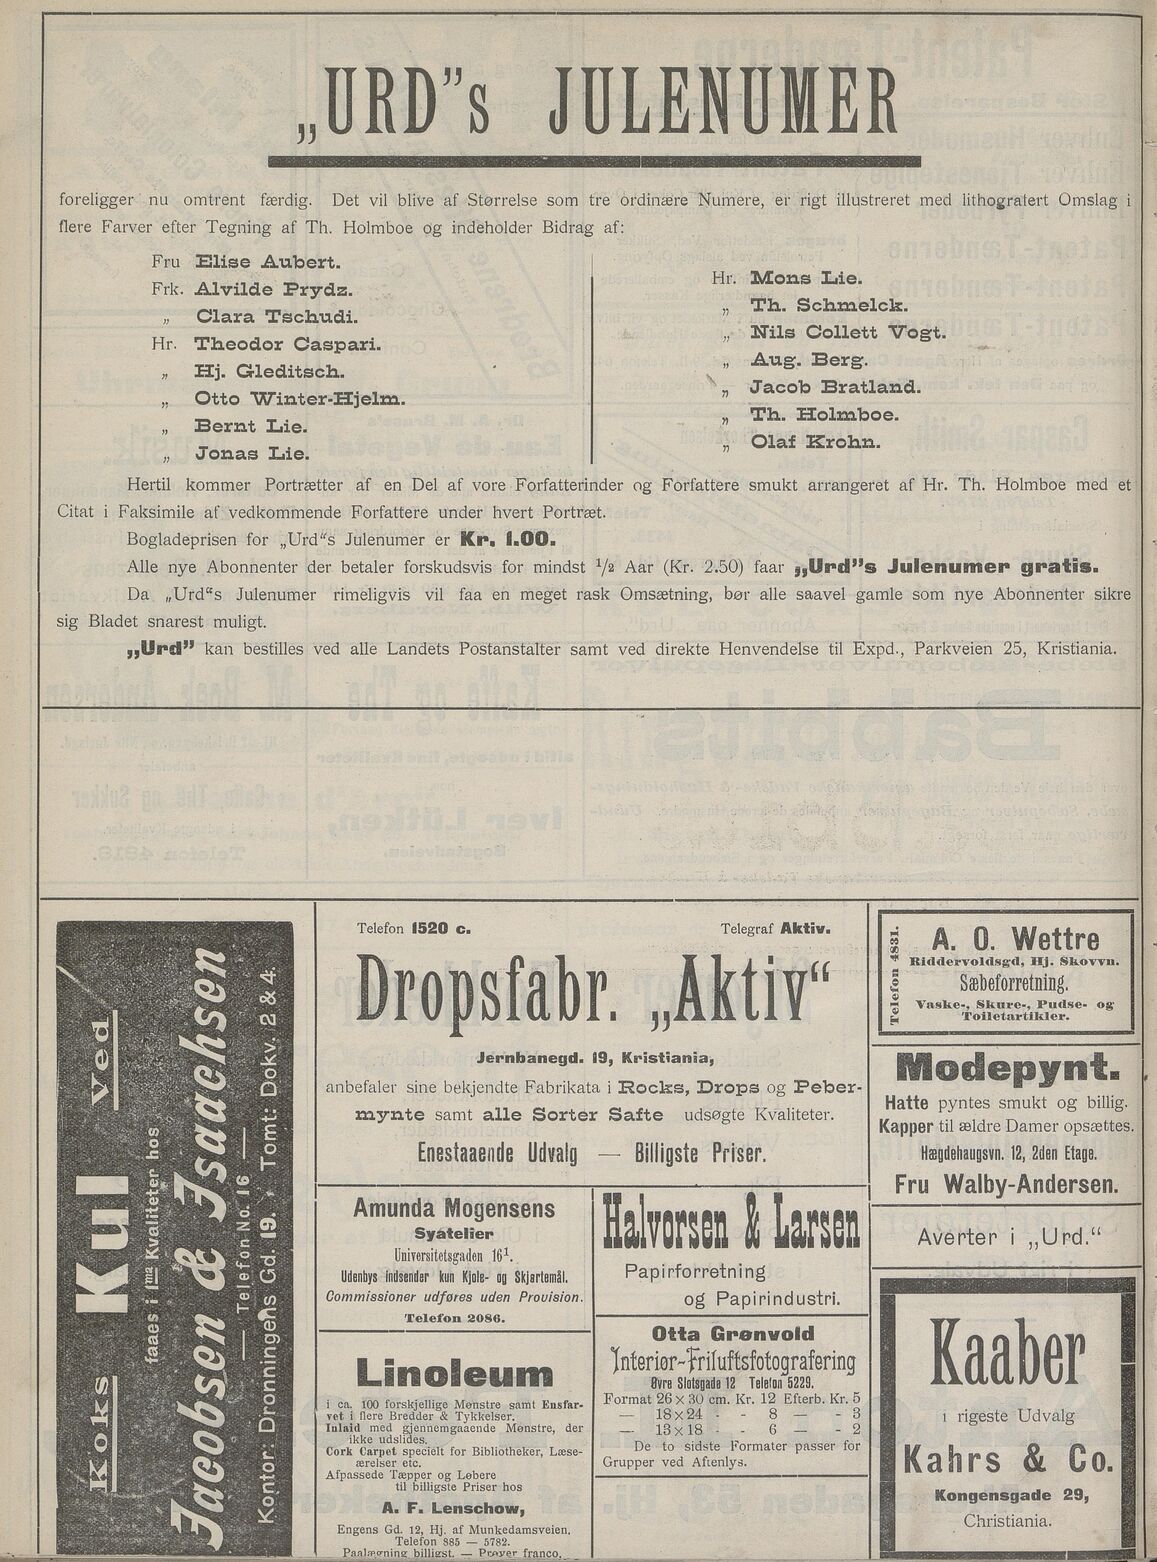 „URD”s JULENUMER
foreligger nu omtrent færdig. Det vil blive af Størrelse som tre ordinære Numere, er rigt illustreret med lithografert Omslag i
flere Farver efter Tegning af Th. Holmboe og indeholder Bidrag af:
Fru Elise Aubert.
Frk. Alvilde Prydz.
„ Clara Tschudi.
Hr. Theodor Caspari.
„ Hj. Gleditsch.
„ Otto Winter-Hjelm.
„ Bernt Lie.
„ Jonas Lie.
Hr. Mons Lie.
„ Th. Schmelck.
„ Nils Collett Vogt.
„ Aug. Berg.
„ Jacob Bratland.
„ Th. Holmboe.
„ Olaf Krohn.
Hertil kommer Portrætter af en Del af vore Forfatterinder og Forfattere smukt arrangeret af Hr. Th. Holmboe med et
Citat i Faksimile af vedkommende Forfattere under hvert Portræt.
Bogladeprisen for „Urd“s Julenumer er Kr. 1.00.
Alle nye Abonnenter der betaler forskudsvis for mindst 1/2 Aar (Kr. 2.50) faar „Urd”s Julenumer gratis.
Da „Urd“s Julenumer rimeligvis vil faa en meget rask Omsætning, bør alle saavel gamle som nye Abonnenter sikre
sig Bladet snarest muligt.
„Urd” kan bestilles ved alle Landets Postanstalter samt ved direkte Henvendelse til Expd., Parkveien 25, Kristiania.
Koks Kul ved
faaes i 1ma Kvaliteter hos
Jacobsen & Isaachsen
— Telefon No. 16 —
Kontor: Dronningens Gd. 19. Tomt: Dokv. 2 & 4.
Telefon 1520 c. Telegraf Aktiv.
Dropsfabr. „Aktiv“
Jernbanegd. 19, Kristiania,
anbefaler sine bekjendte Fabrikata i Rocks, Drops og Peber-
mynte samt alle Sorter Safte udsøgte Kvaliteter.
Enestaaende Udvalg — Billigste Priser.
Amunda Mogensens
Syatelier
Universitetsgaden 16¹.
Udenbys Indsender kun Kjole- og Skjørtemål.
Commissioner udføres uden Provision.
Telefon 2086.
Linoleum
i ca. 100 forskjellige Mønstre samt Ensfar-
vet i flere Bredder & Tykkelser.
Inlaid med gjennemgaaende Mønstre, der
ikke udslides.
Cork Carpet specielt for Bibliotheker, Læse-
værelser etc.
Afpassede Tæpper og Løbere
til billigste Priser hos
A. F. Lenschow,
Engens Gd. 12, Hj. af Munkedamsveien.
Telefon 885 — 5782.
Paalægning billigst. — Prøver franco.
Halvorsen & Larsen
Papirforretning
og Papirindustri.
Otta Grønvold
Interiør-Friluftsfotografering
Øvre Slotsgade 12 Telefon 5229.
Format 26 × 30 cm. Kr. 12 Efterb. Kr. 5
— 18 × 24 - - 8 — - 3
— 13 × 18 - - 6 — - 2
De to sidste Formater passer for
Grupper ved Aftenlys.
Telefon 4831.
A. O. Wettre
Riddervoldsgd, Hj. Skovvn.
Sæbeforretning.
Vaske-, Skure-, Pudse- og
Toiletartikler.
Modepynt.
Hatte pyntes smukt og billig.
Kapper til ældre Damer opsættes.
Hægdehaugsvn. 12, 2den Etage.
Fru Walby-Andersen.
Averter i „Urd.“
Kaaber
i rigeste Udvalg
Kahrs & Co.
Kongensgade 29,
Christiania.